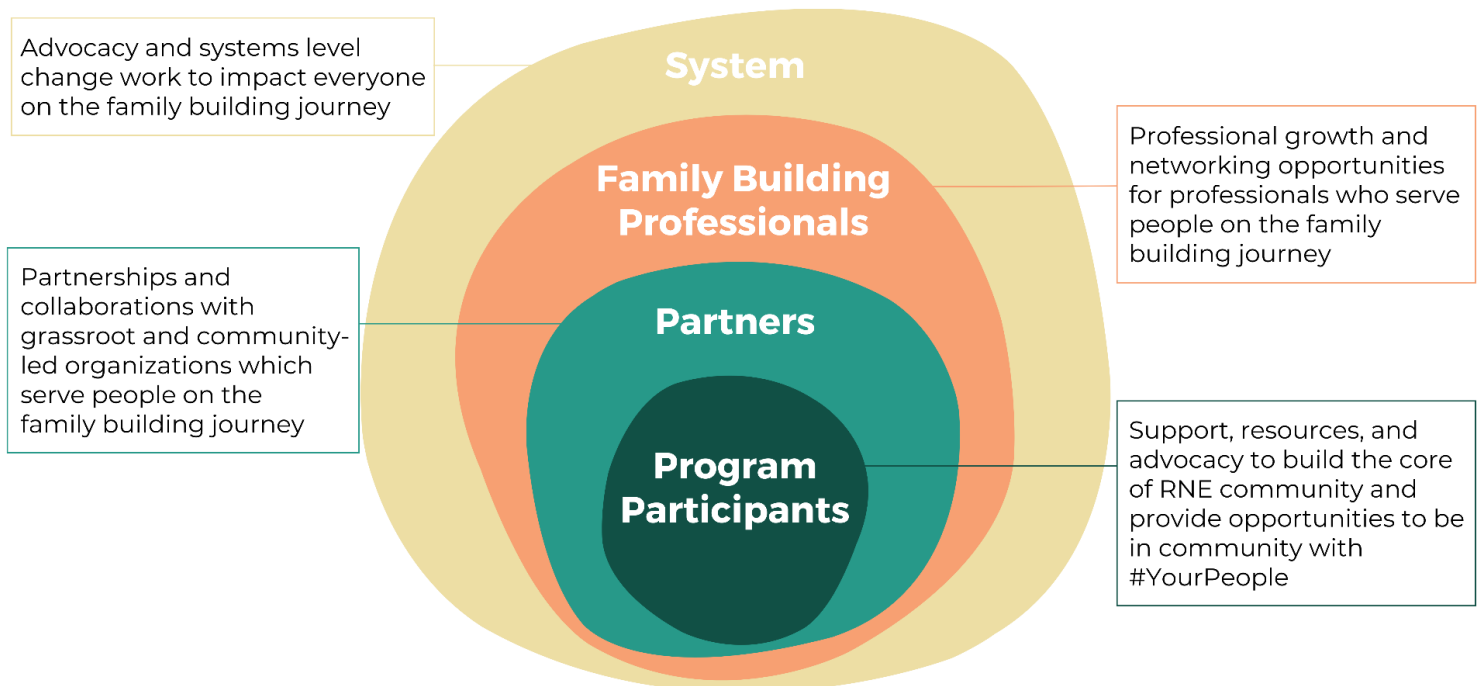 Advocacy and systems level
change work to impact everyone
on the family building journey
System
Professional growth and
networking opportunities
for professionals who serve
people on the family
building journey
Family Building
Professionals
Partnerships and
collaborations with
grassroot and community-
led organizations which
serve people on the
family building journey
Partners
Program
Participants
Support, resources, and
advocacy to build the core
of RNE community and
provide opportunities to be
in community with
#YourPeople